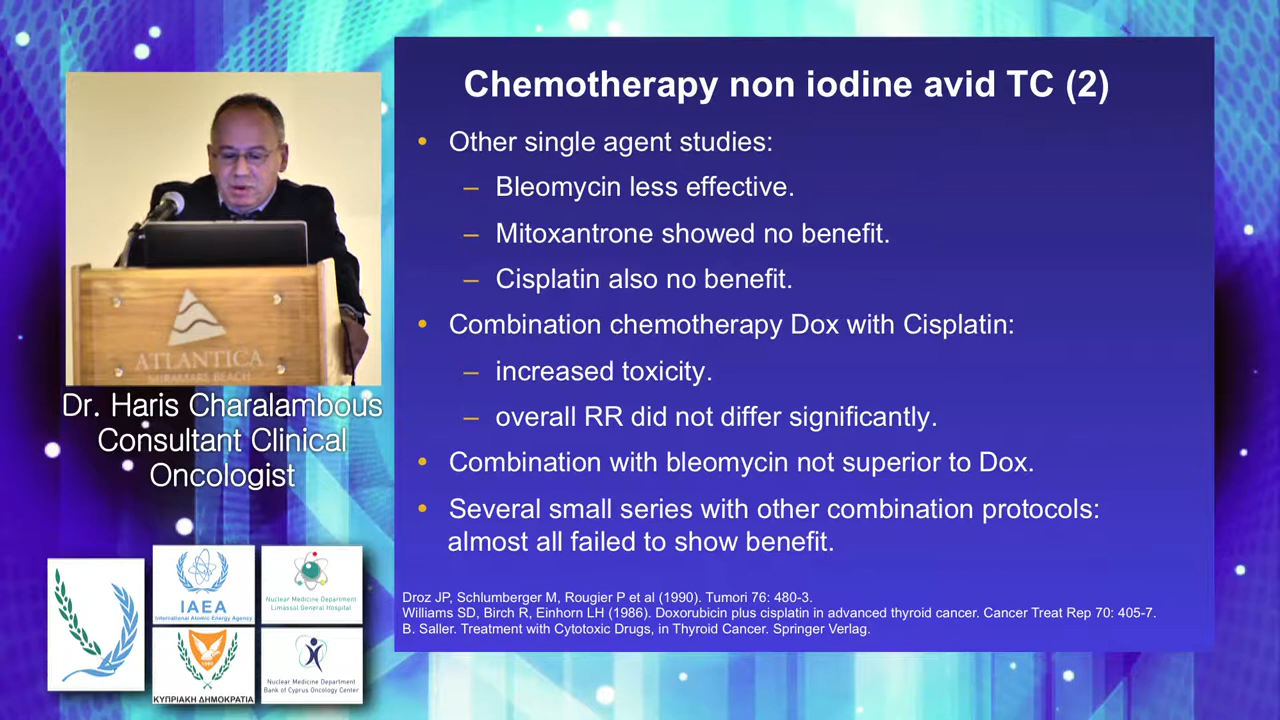 Chemotherapy non iodine avid TC (2)
• Other single agent studies:
– Bleomycin less effective.
– Mitoxantrone showed no benefit.
– Cisplatin also no benefit.
• Combination chemotherapy Dox with Cisplatin:
– increased toxicity.
– overall RR did not differ significantly.
• Combination with bleomycin not superior to Dox.
• Several small series with other combination protocols:
almost all failed to show benefit.
Droz JP, Schlumberger M, Rougier P et al (1990). Tumori 76: 480-3.
Williams SD, Birch R, Einhorn LH (1986). Doxorubicin plus cisplatin in advanced thyroid cancer. Cancer Treat Rep 70: 405-7.
B. Saller. Treatment with Cytotoxic Drugs, in Thyroid Cancer. Springer Verlag.
ATLANTICA
MIRAMARE BEACH
Dr. Haris Charalambous
Consultant Clinical
Oncologist
IAEA
International Atomic Energy Agency
Nuclear Medicine Department
Limassol General Hospital
1960
ΚΥΠΡΙΑΚΗ ΔΗΜΟΚΡΑΤΙΑ
Nuclear Medicine Department
Bank of Cyprus Oncology Center